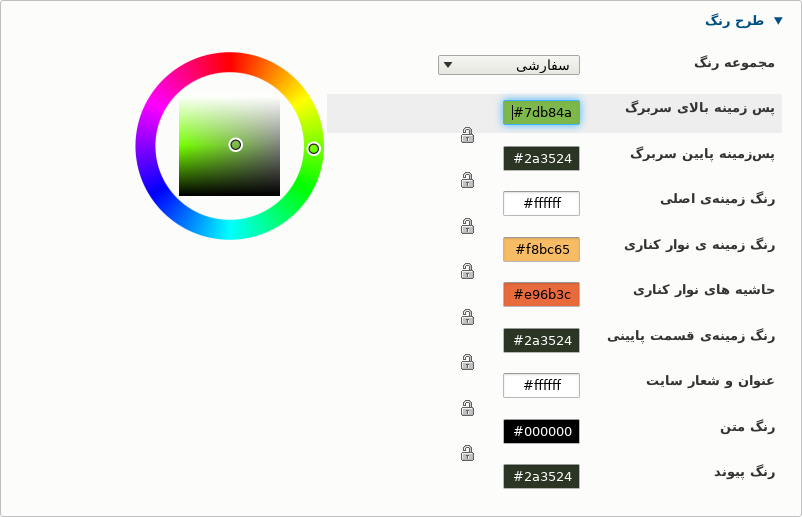 طرح رنگ
مجموعه رنگ سفارشی
پس زمینه بالای سربرگ #7db84a
پس‌زمینه پایین سربرگ #2a3524
رنگ زمینه‌ی اصلی #ffffff
رنگ زمینه ی نوار کناری #f8bc65
حاشیه های نوار کناری #e96b3c
رنگ زمینه‌ی قسمت پایینی #2a3524
عنوان و شعار سایت #ffffff
رنگ متن #000000
رنگ پیوند #2a3524